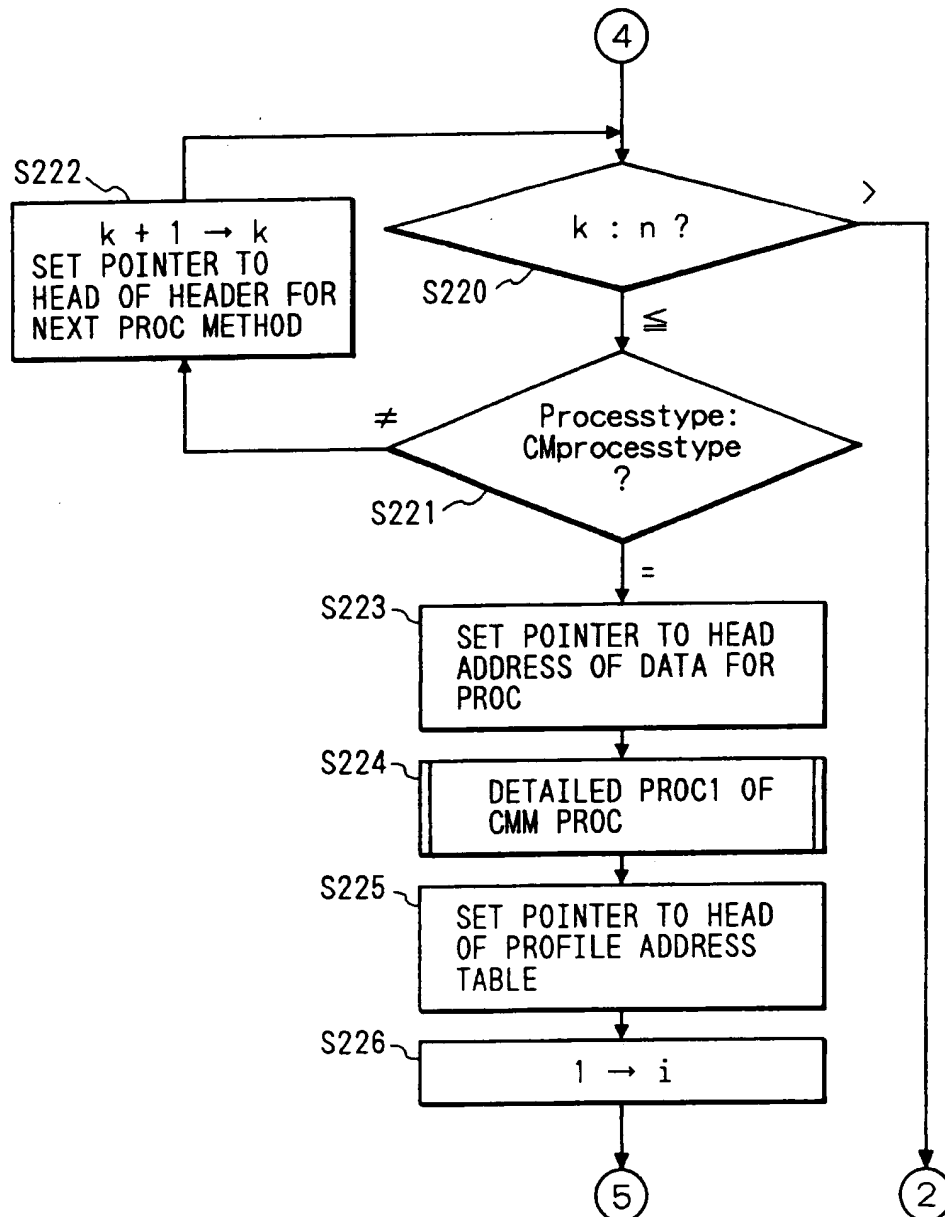 4
S222
k + 1 → k
SET POINTER TO
HEAD OF HEADER FOR
NEXT PROC METHOD
k : n ?
>
S220
≦
≠
Processtype:
CMprocesstype
?
S221
=
S223
SET POINTER TO HEAD
ADDRESS OF DATA FOR
PROC
S224
DETAILED PROC1 OF
CMM PROC
S225
SET POINTER TO HEAD
OF PROFILE ADDRESS
TABLE
S226
1 → i
5
2